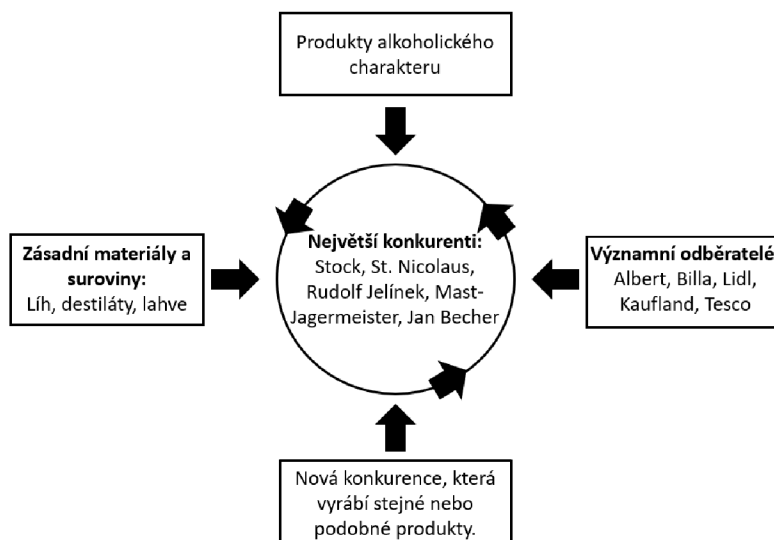 Produkty alkoholického
charakteru
Zásadní materiály a
suroviny:
Líh, destiláty, lahve
Největší konkurenti:
Stock, St. Nicolaus,
Rudolf Jelínek, Mast-
Jagermeister, Jan Becher
Významní odběratelé
Albert, Billa, Lidl,
Kaufland, Tesco
Nová konkurence, která
vyrábí stejné nebo
podobné produkty.